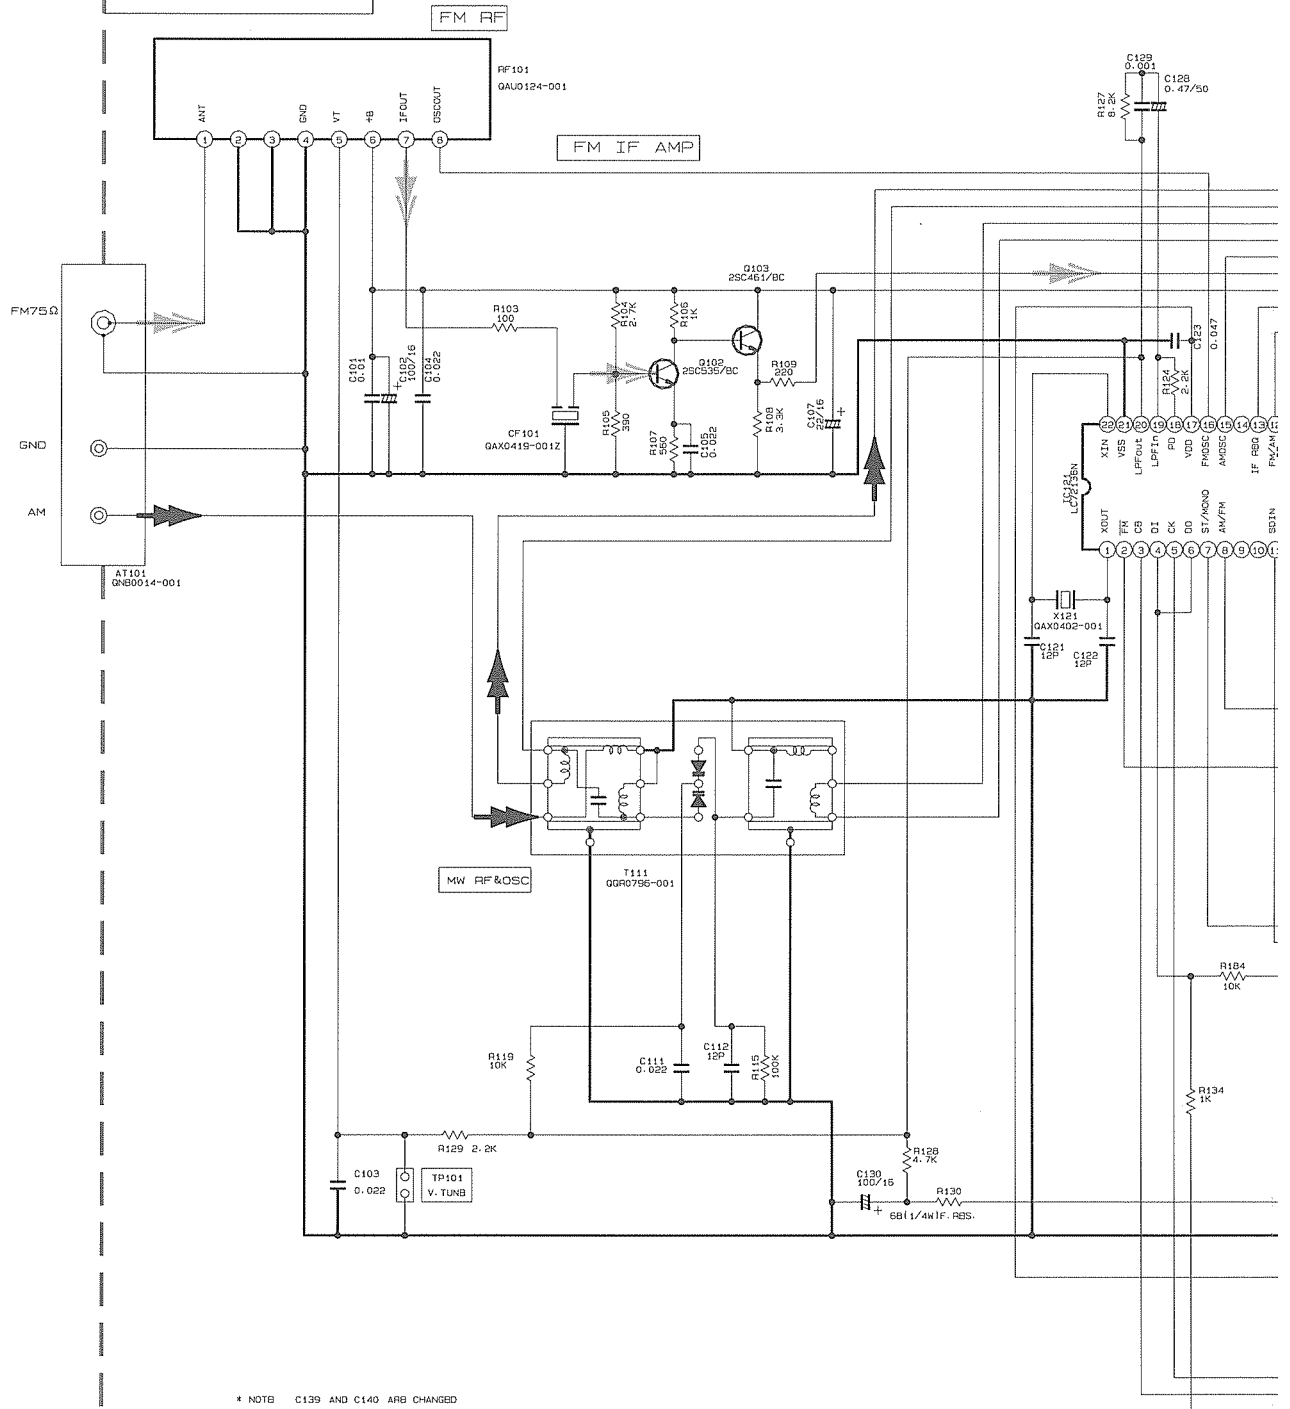 FM RF
RF101
QAU0124-001
ANT
GND
VT
+B
IFOUT
OSCOUT
1 2 3 4 5 6 7 8
FM IF AMP
C129
0.001
C128
0.47/50
R127
8.2K
Q103
2SC461/BC
FM75Ω
R103
100
R104
2.7K
R106
1K
C123
0.047
C101
0.01
C102
100/16
+
C104
0.022
Q102
2SC535/BC
R109
220
R124
2.2K
CF101
QAX0419-001Z
R105
390
R107
560
C105
0.022
R108
3.3K
C107
22/16
+
GND
22 21 20 19 18 17 16 15 14 13 12
XIN
VSS
LPFout
LPFIn
PD
VDD
FMOSC
AMOSC
IF REQ
FM/AM
IC121
LC72136N
AM
XOUT
FM
CE
DI
CK
DO
ST/MONO
AM/FM
SDIN
1 2 3 4 5 6 7 8 9 10 11
AT101
QNB0014-001
X121
QAX0402-001
C121
12P
C122
12P
MW RF&OSC
T111
QQR0796-001
R184
10K
R119
10K
C111
0.022
C112
12P
R115
100K
R134
1K
R129 2.2K
R128
4.7K
C103
0.022
TP101
V.TUNE
C130
100/16
+
R130
68(1/4W)F.RES.
* NOTE C139 AND C140 ARE CHANGED